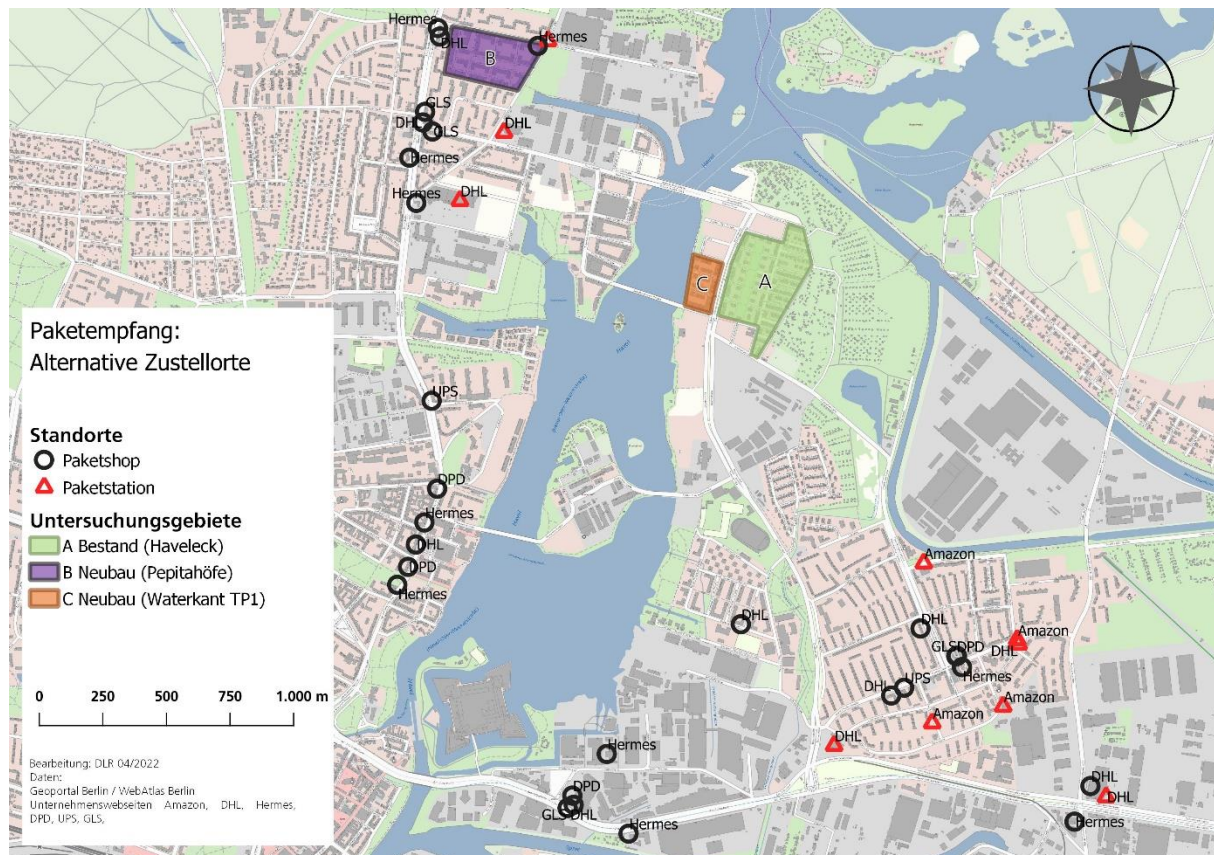 Hermes
DHL
Hermes
B
GLS
DHL
GLS
DHL
Hermes
Hermes
DHL
C
A
Paketempfang:
Alternative Zustellorte
Standorte
Paketshop
Paketstation
Untersuchungsgebiete
A Bestand (Haveleck)
B Neubau (Pepitahöfe)
C Neubau (Waterkant TP1)
0 250 500 750 1.000 m
Bearbeitung: DLR 04/2022
Daten:
Geoportal Berlin / WebAtlas Berlin
Unternehmenswebseiten Amazon, DHL, Hermes,
DPD, UPS, GLS,
UPS
DPD
Hermes
DHL
DPD
Hermes
Amazon
DHL
DHL
Amazon
GLS DPD
DHL
Hermes
DHL
UPS
Amazon
Amazon
DHL
Hermes
DPD
GLS DHL
Hermes
DHL
DHL
Hermes
Havel
Havel
Havel